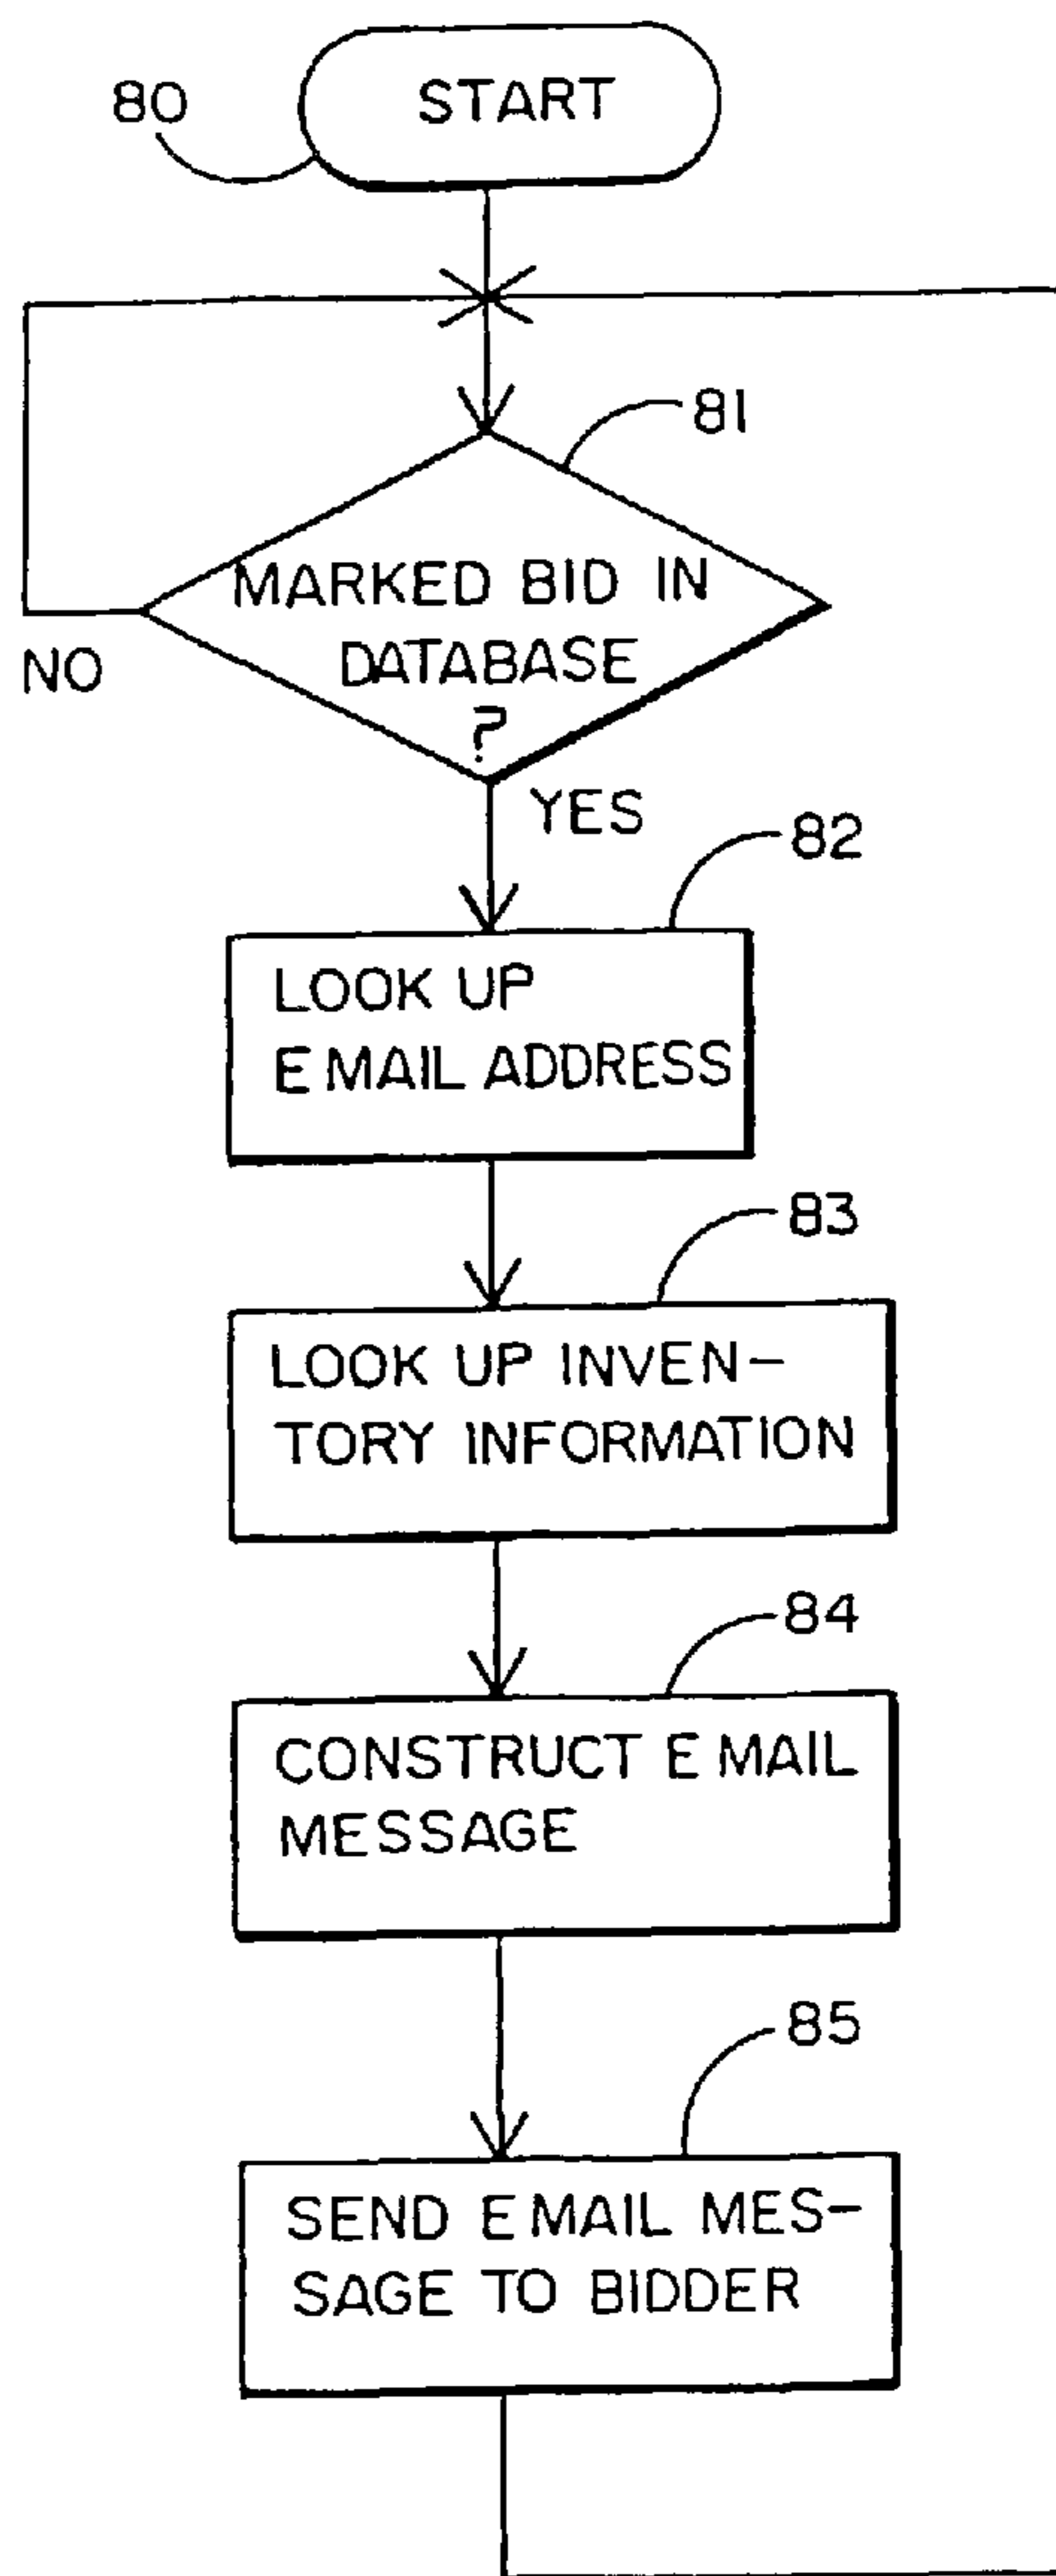 80
START
81
MARKED BID IN
DATABASE
?
NO
YES
82
LOOK UP
E MAIL ADDRESS
83
LOOK UP INVEN-
TORY INFORMATION
84
CONSTRUCT E MAIL
MESSAGE
85
SEND E MAIL MES-
SAGE TO BIDDER